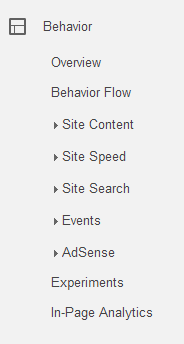 Behavior
Overview
Behavior Flow
Site Content
Site Speed
Site Search
Events
AdSense
Experiments
In-Page Analytics